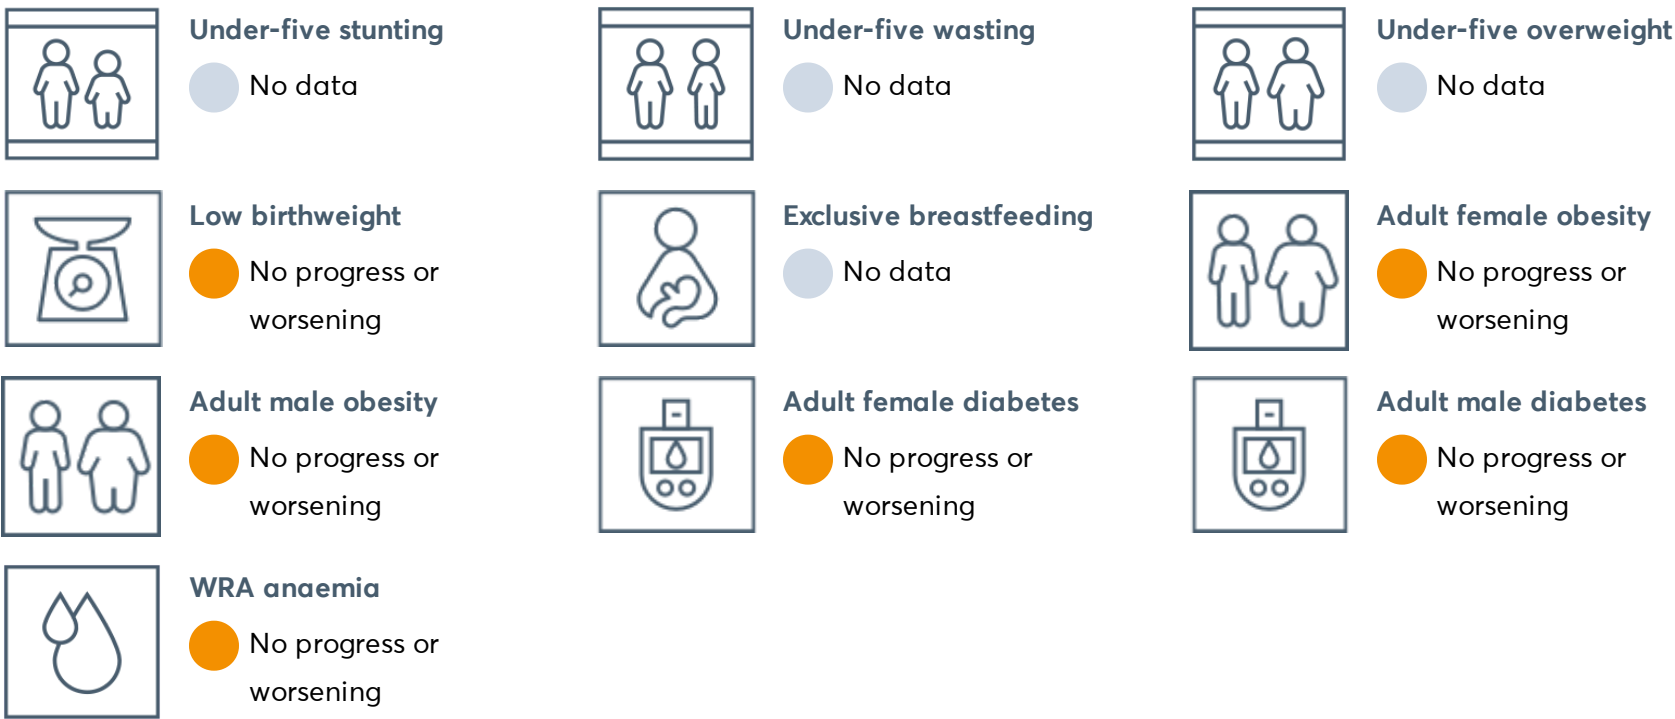 Under-five stunting
No data
Under-five wasting
No data
Under-five overweight
No data
Low birthweight
No progress or
worsening
Exclusive breastfeeding
No data
Adult female obesity
No progress or
worsening
Adult male obesity
No progress or
worsening
Adult female diabetes
No progress or
worsening
Adult male diabetes
No progress or
worsening
WRA anaemia
No progress or
worsening